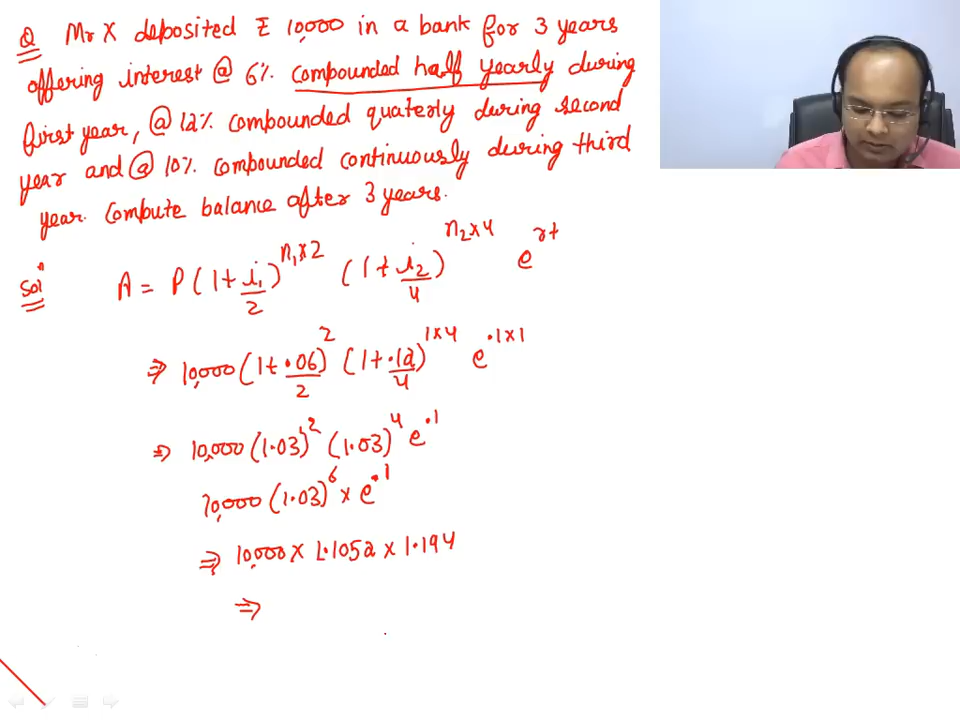 Q Mr X deposited ₹ 10,000 in a bank for 3 years
offering interest @ 6% compounded half yearly during
first year, @ 12% compounded quaterly during second
year and @ 10% compounded continuously during third
year. Compute balance after 3 years.
Solⁿ A = P(1+i₁/2)^(n₁×2) (1+i₂/4)^(n₂×4) e^(rt)
⇒ 10,000(1+.06/2)^2 (1+.12/4)^(1×4) e^(.1×1)
⇒ 10,000(1.03)^2 (1.03)^4 e^(.1)
10,000(1.03)^6 × e^(.1)
⇒ 10,000 × 1.1052 × 1.194
⇒